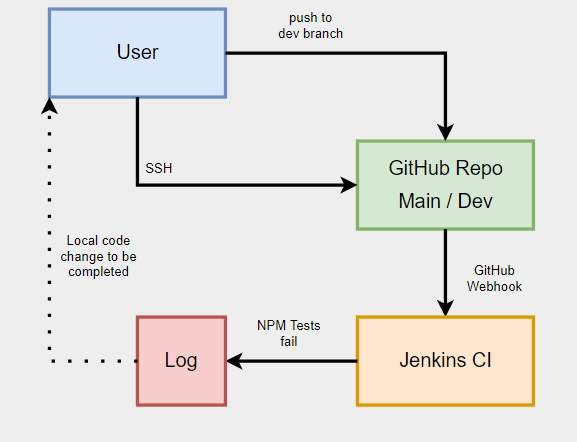 push to
dev branch
User
SSH
GitHub Repo
Main / Dev
Local code
change to be
completed
GitHub
Webhook
NPM Tests
fail
Log
Jenkins CI